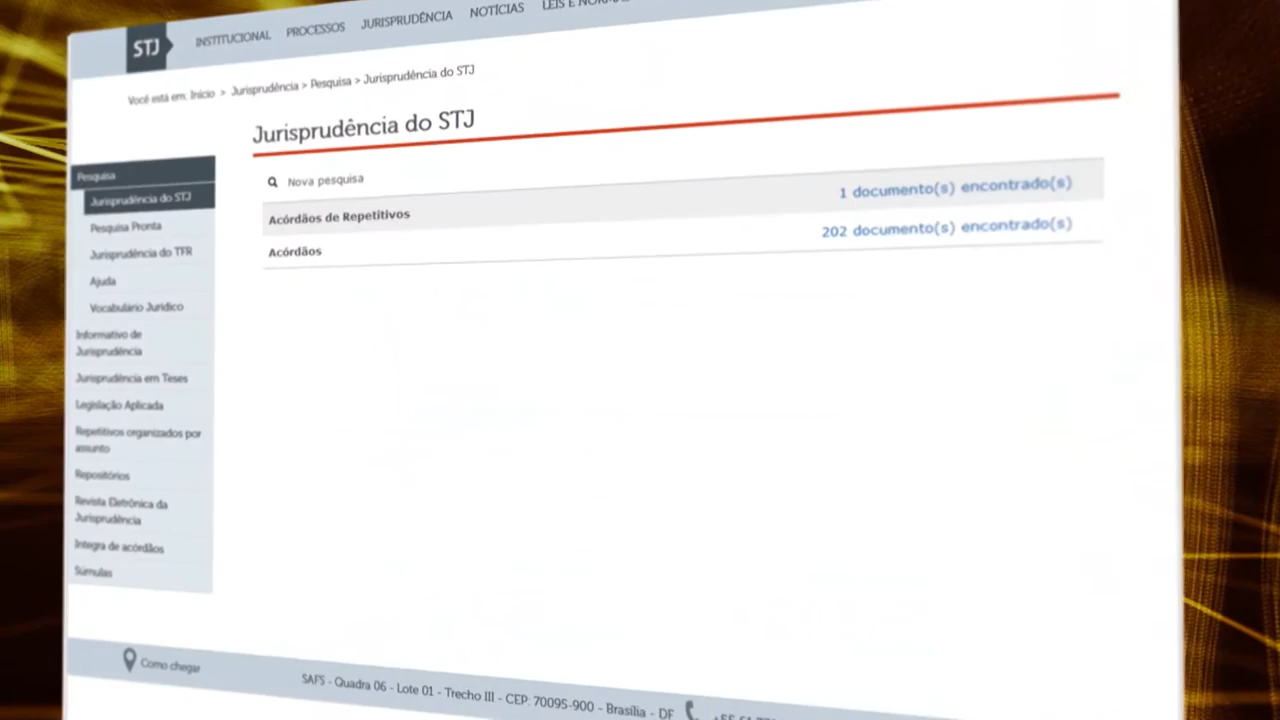 STJ
INSTITUCIONAL PROCESSOS JURISPRUDÊNCIA NOTÍCIAS LEIS E
Você está em: Início > Jurisprudência > Pesquisa > Jurisprudência do STJ
Jurisprudência do STJ
Nova pesquisa
Acórdãos de Repetitivos 1 documento(s) encontrado(s)
Acórdãos 202 documento(s) encontrado(s)
Pesquisa
Jurisprudência do STJ
Pesquisa Pronta
Jurisprudência do TFR
Ajuda
Vocabulário Jurídico
Informativo de
Jurisprudência
Jurisprudência em Teses
Legislação Aplicada
Repetitivos organizados por
assunto
Repositórios
Revista Eletrônica da
Jurisprudência
Íntegra de acórdãos
Súmulas
Como chegar
SAFS - Quadra 06 - Lote 01 - Trecho III - CEP: 70095-900 - Brasília - DF